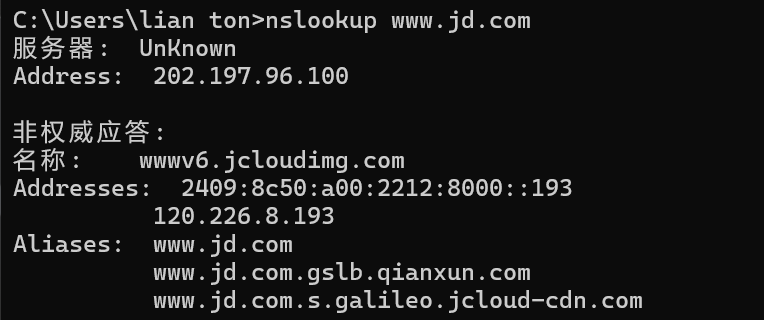 C:\Users\lian ton>nslookup www.jd.com
服务器:  UnKnown
Address:  202.197.96.100
非权威应答:
名称:    wwwv6.jcloudimg.com
Addresses:  2409:8c50:a00:2212:8000::193
120.226.8.193
Aliases:  www.jd.com
www.jd.com.gslb.qianxun.com
www.jd.com.s.galileo.jcloud-cdn.com